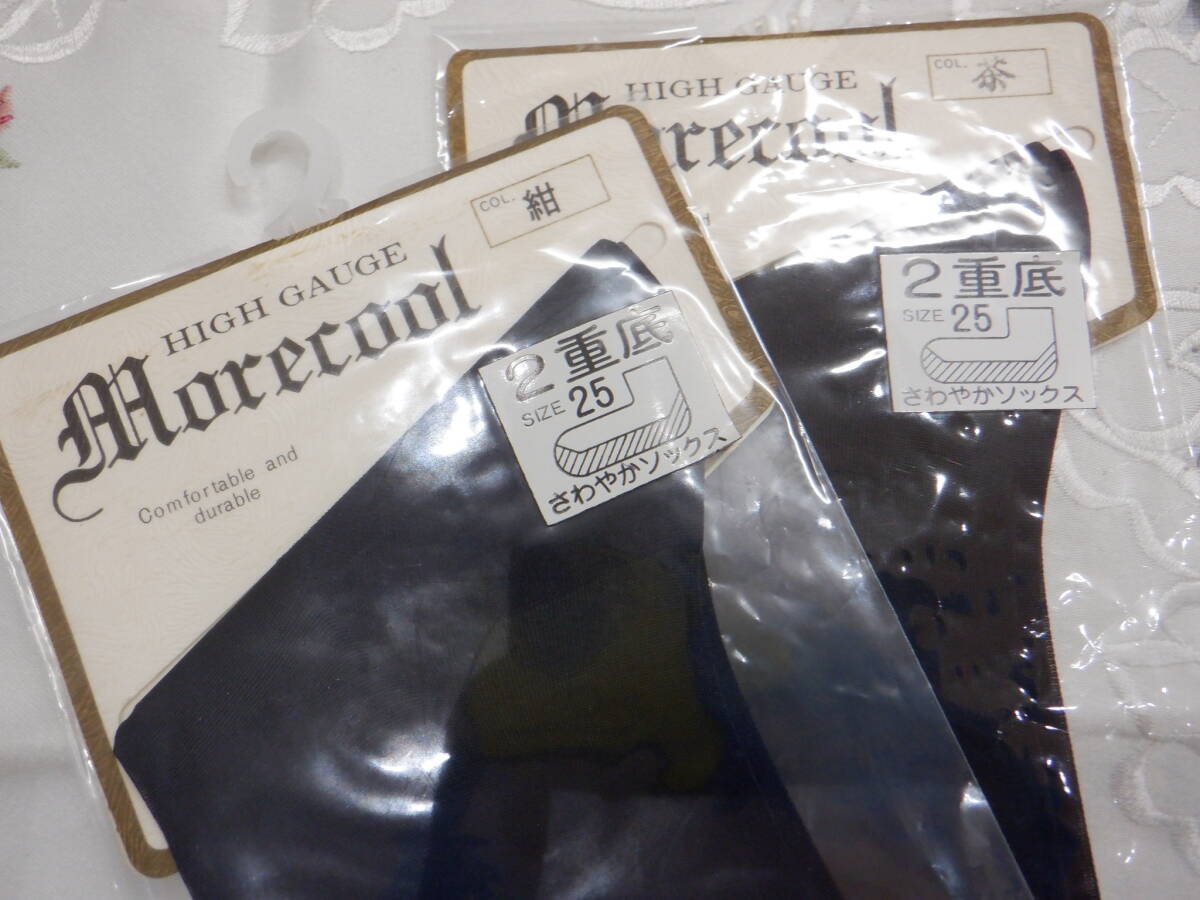 COL. 紺
HIGH GAUGE
Morecool
Comfortable and
durable
2重底
SIZE 25
さわやかソックス
COL. 茶
HIGH GAUGE
Morecool
2重底
SIZE 25
さわやかソックス